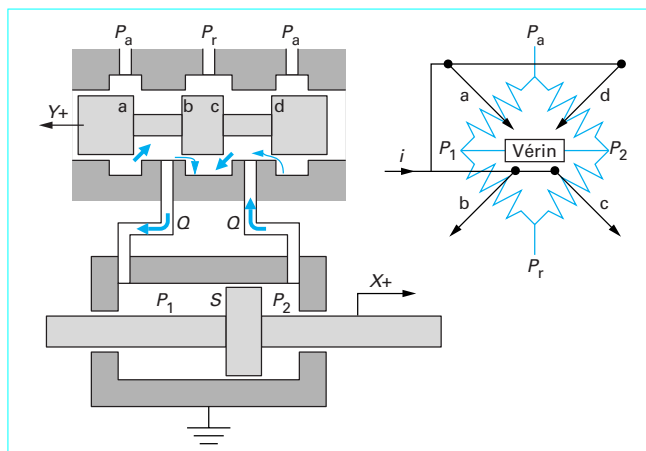 Pa Pr Pa
Y+ a b c d
Q Q
P1 S P2 X+
Pa
a d
P1 Vérin P2
i
b c
Pr